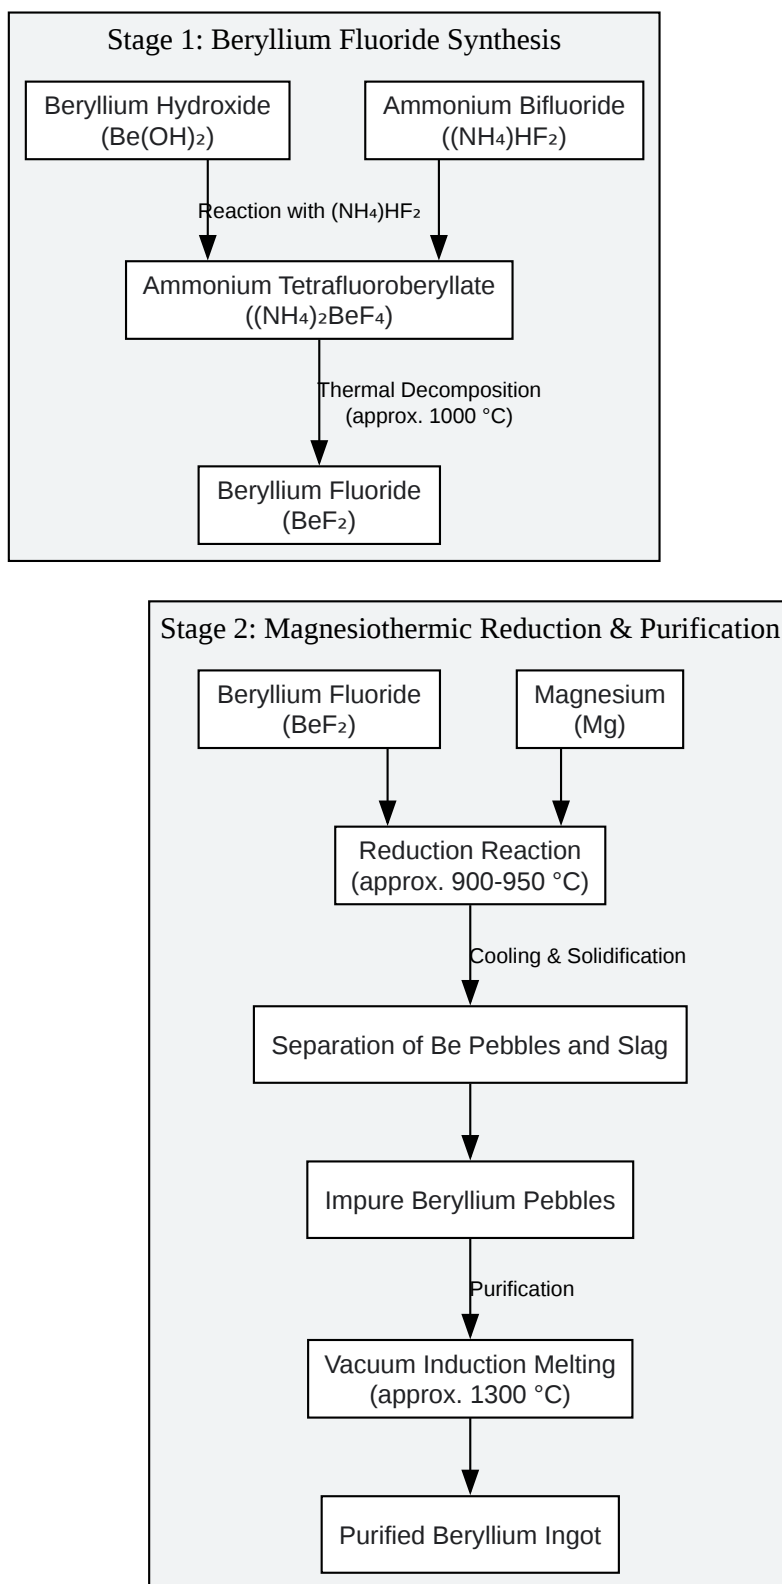 Stage 1: Beryllium Fluoride Synthesis
Beryllium Hydroxide
(Be(OH)₂)
Ammonium Bifluoride
((NH₄)HF₂)
Reaction with (NH₄)HF₂
Ammonium Tetrafluoroberyllate
((NH₄)₂BeF₄)
Thermal Decomposition
(approx. 1000 °C)
Beryllium Fluoride
(BeF₂)
Stage 2: Magnesiothermic Reduction & Purification
Beryllium Fluoride
(BeF₂)
Magnesium
(Mg)
Reduction Reaction
(approx. 900-950 °C)
Cooling & Solidification
Separation of Be Pebbles and Slag
Impure Beryllium Pebbles
Purification
Vacuum Induction Melting
(approx. 1300 °C)
Purified Beryllium Ingot